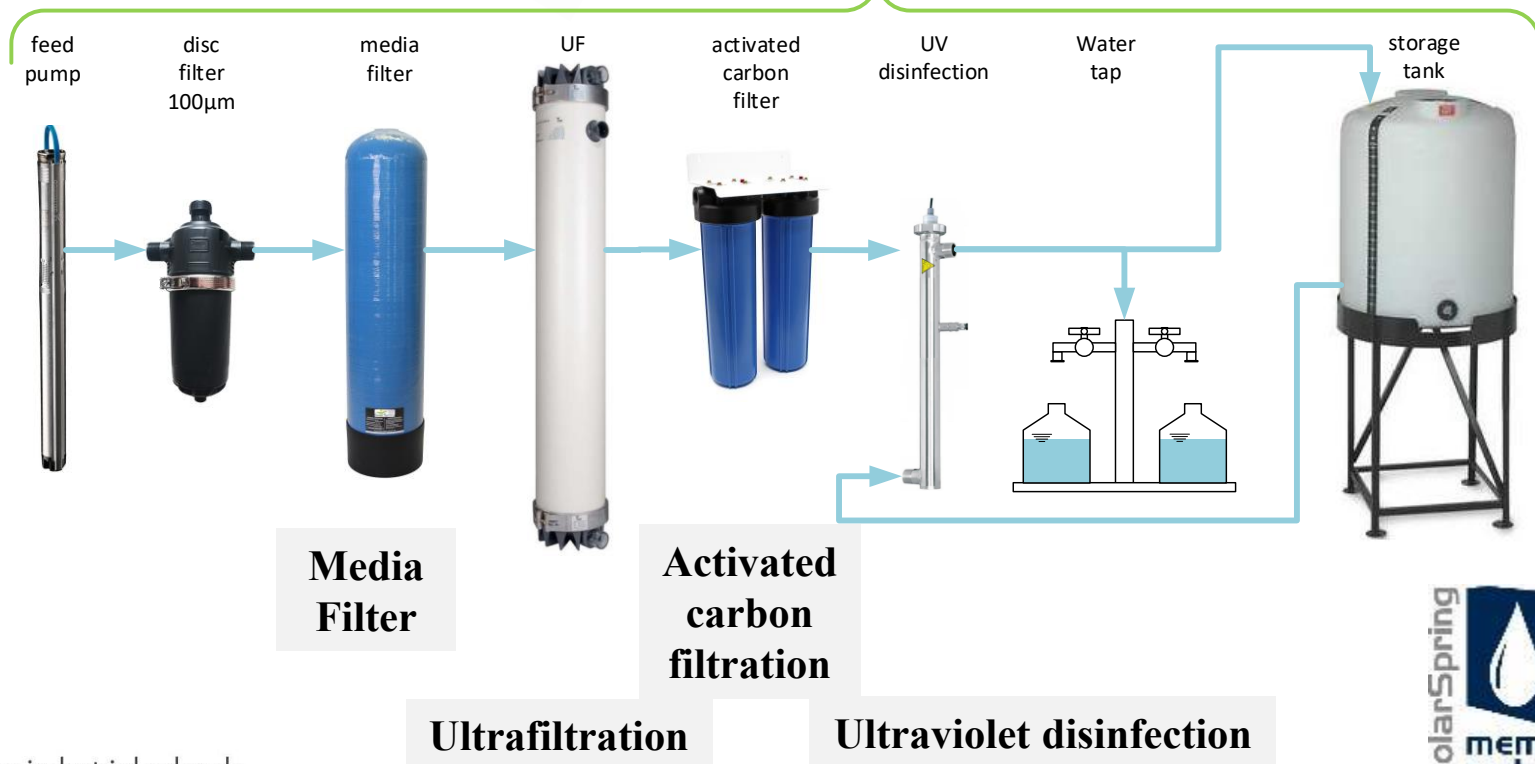 feed
pump
disc
filter
100µm
media
filter
UF
activated
carbon
filter
UV
disinfection
Water
tap
storage
tank
Media
Filter
Activated
carbon
filtration
Ultrafiltration
Ultraviolet disinfection
olarSpring
mem